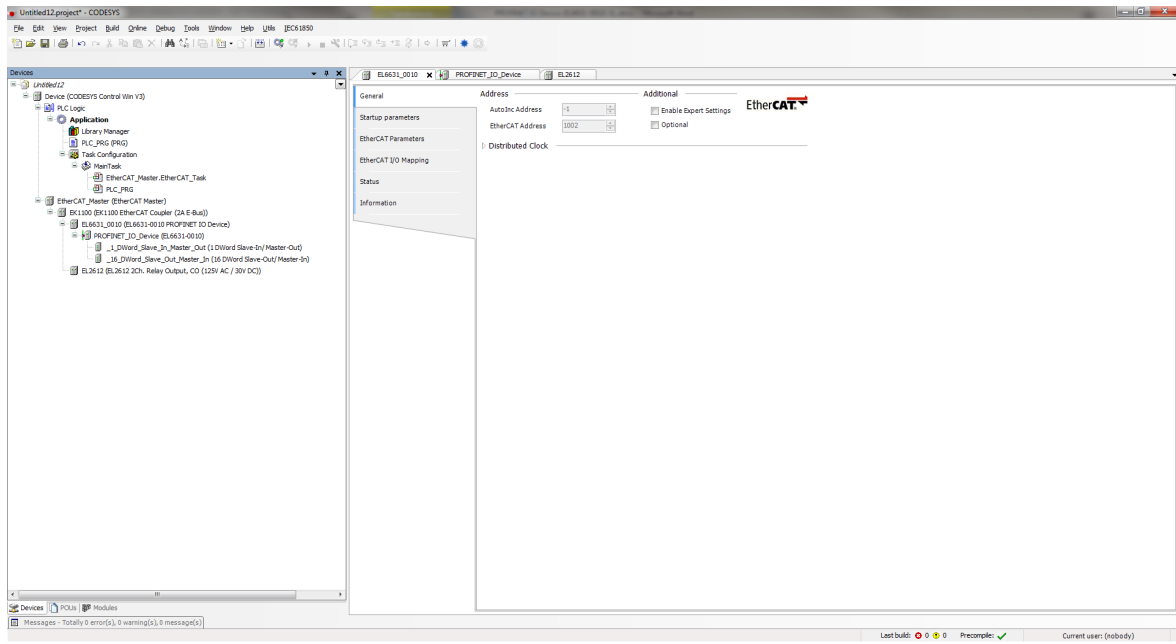 Untitled12.project* - CODESYS
File Edit View Project Build Online Debug Tools Window Help Utils IEC61850
Devices
Untitled12
Device (CODESYS Control Win V3)
PLC Logic
Application
Library Manager
PLC_PRG (PRG)
Task Configuration
MainTask
EtherCAT_Master.EtherCAT_Task
PLC_PRG
EtherCAT_Master (EtherCAT Master)
EK1100 (EK1100 EtherCAT Coupler (2A E-Bus))
EL6631_0010 (EL6631-0010 PROFINET IO Device)
PROFINET_IO_Device (EL6631-0010)
_1_DWord_Slave_In_Master_Out (1 DWord Slave-In/ Master-Out)
_16_DWord_Slave_Out_Master_In (16 DWord Slave-Out/ Master-In)
EL2612 (EL2612 2Ch. Relay Output, CO (125V AC / 30V DC))
Devices POUs Modules
EL6631_0010 PROFINET_IO_Device EL2612
General
Startup parameters
EtherCAT Parameters
EtherCAT I/O Mapping
Status
Information
Address
AutoInc Address -1
EtherCAT Address 1002
Distributed Clock
Additional
Enable Expert Settings
Optional
EtherCAT
Messages - Totally 0 error(s), 0 warning(s), 0 message(s)
Last build: 0 0 Precompile: Current user: (nobody)